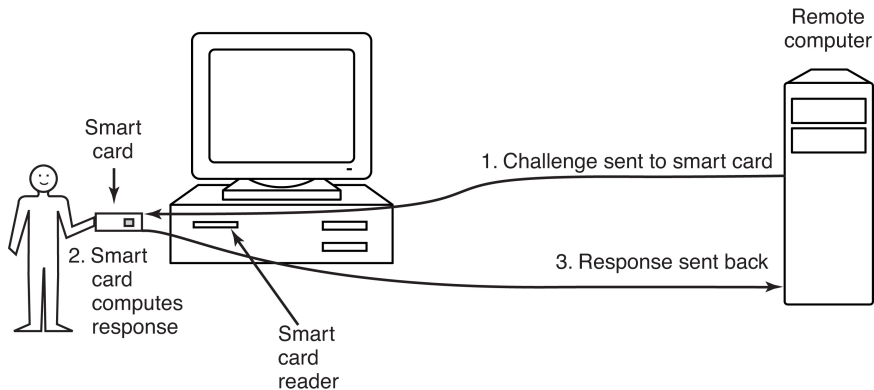 Remote
computer
Smart
card
1. Challenge sent to smart card
2. Smart
card
computes
response
3. Response sent back
Smart
card
reader